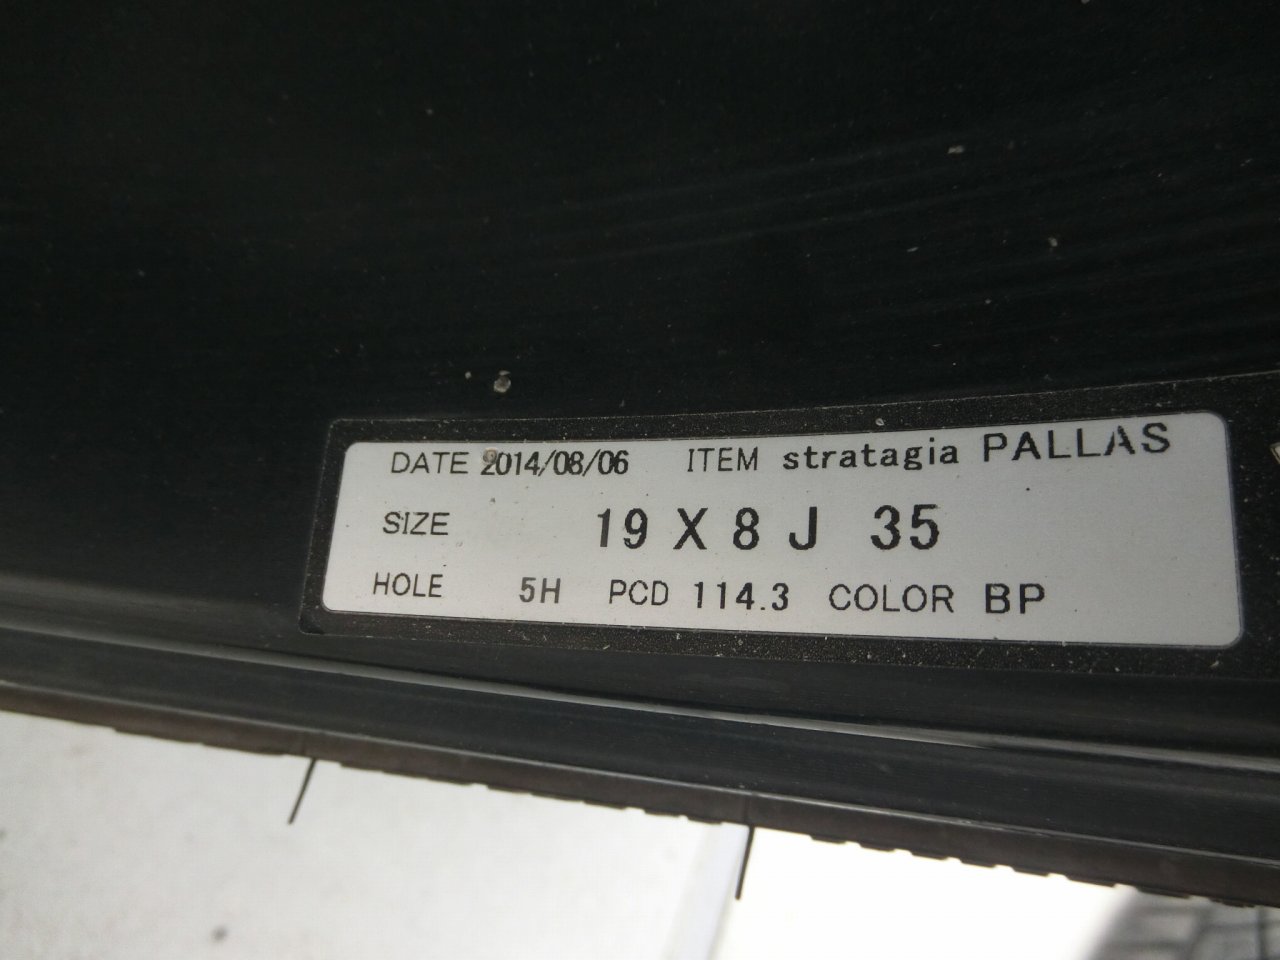 DATE 2014/08/06 ITEM stratagia PALLAS
SIZE 19 X 8 J 35
HOLE 5H PCD 114.3 COLOR BP